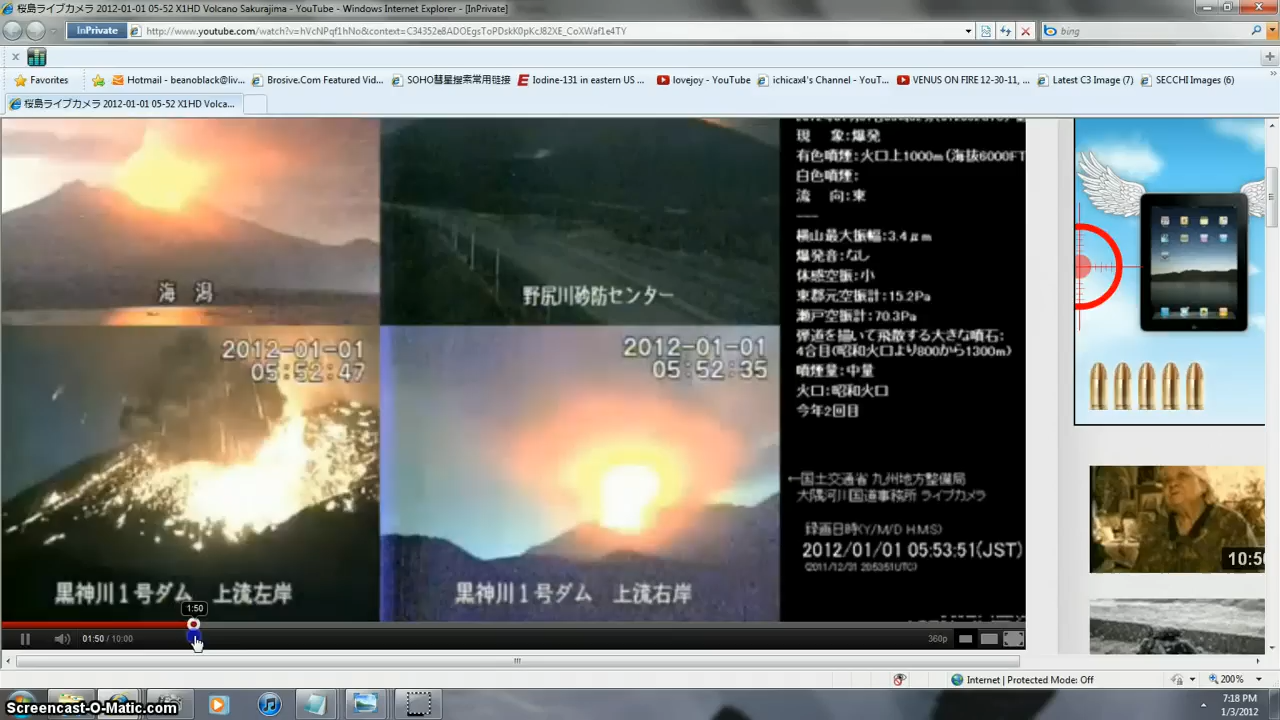 桜島ライブカメラ 2012-01-01 05-52 X1HD Volcano Sakurajima - YouTube - Windows Internet Explorer - [InPrivate]
InPrivate
http://www.youtube.com/watch?v=hVcNPqf1hNo&context=C34352e8ADOEgsToPDskK0pKcJ82XE_CoXWaf1e4TY
bing
Favorites
Hotmail - beanoblack@liv...
Brosive.Com Featured Vid...
SOHO彗星搜索常用链接
Iodine-131 in eastern US ...
lovejoy - YouTube
ichicax4's Channel - YouT...
VENUS ON FIRE 12-30-11, ...
Latest C3 Image (7)
SECCHI Images (6)
桜島ライブカメラ 2012-01-01 05-52 X1HD Volca...
現 象:爆発
有色噴煙:火口上1000m(海抜6000FT
白色噴煙:
流 向:東
---
横山最大振幅:3.4μm
爆発音:なし
体感空振:小
東郡元空振計:15.2Pa
瀬戸空振計:70.3Pa
弾道を描いて飛散する大きな噴石:
4合目(昭和火口より800から1300m)
噴煙量:中量
火口:昭和火口
今年2回目
海 潟
野尻川砂防センター
2012-01-01
05:52:47
2012-01-01
05:52:35
←国土交通省 九州地方整備局
大隅河川国道事務所 ライブカメラ
録画日時(Y/M/D H:M:S)
2012/01/01 05:53:51(JST)
(2011/12/31 20:53:51UTC)
黒神川1号ダム 上流左岸
黒神川1号ダム 上流右岸
10:50
1:50
01:50 / 10:00
360p
Internet | Protected Mode: Off
200%
Screencast-O-Matic.com
7:18 PM
1/3/2012